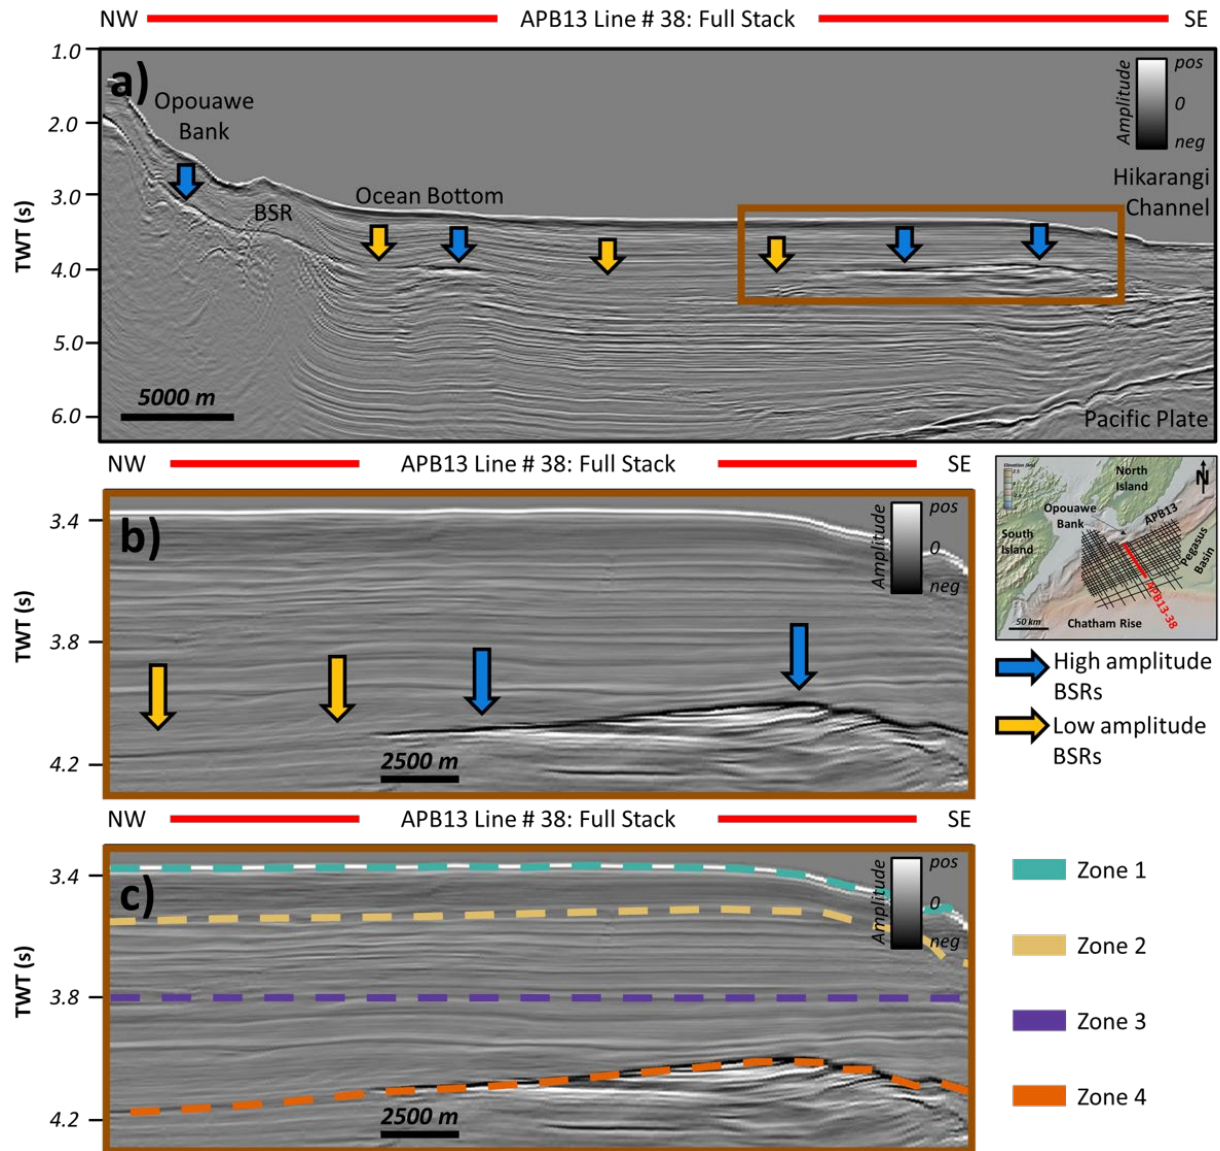 NW APB13 Line # 38: Full Stack SE
a)
1.0
2.0
3.0
4.0
5.0
6.0
TWT (s)
Opouawe
Bank
BSR
Ocean Bottom
Amplitude
pos
0
neg
Hikarangi
Channel
5000 m
Pacific Plate
NW APB13 Line # 38: Full Stack SE
b)
3.4
3.8
4.2
TWT (s)
Amplitude
pos
0
neg
2500 m
North
Island
N
Opouawe
Bank
APB13
South
Island
Pegasus
Basin
APB13-38
50 km
Chatham Rise
High amplitude
BSRs
Low amplitude
BSRs
NW APB13 Line # 38: Full Stack SE
c)
3.4
3.8
4.2
TWT (s)
Amplitude
pos
0
neg
2500 m
Zone 1
Zone 2
Zone 3
Zone 4